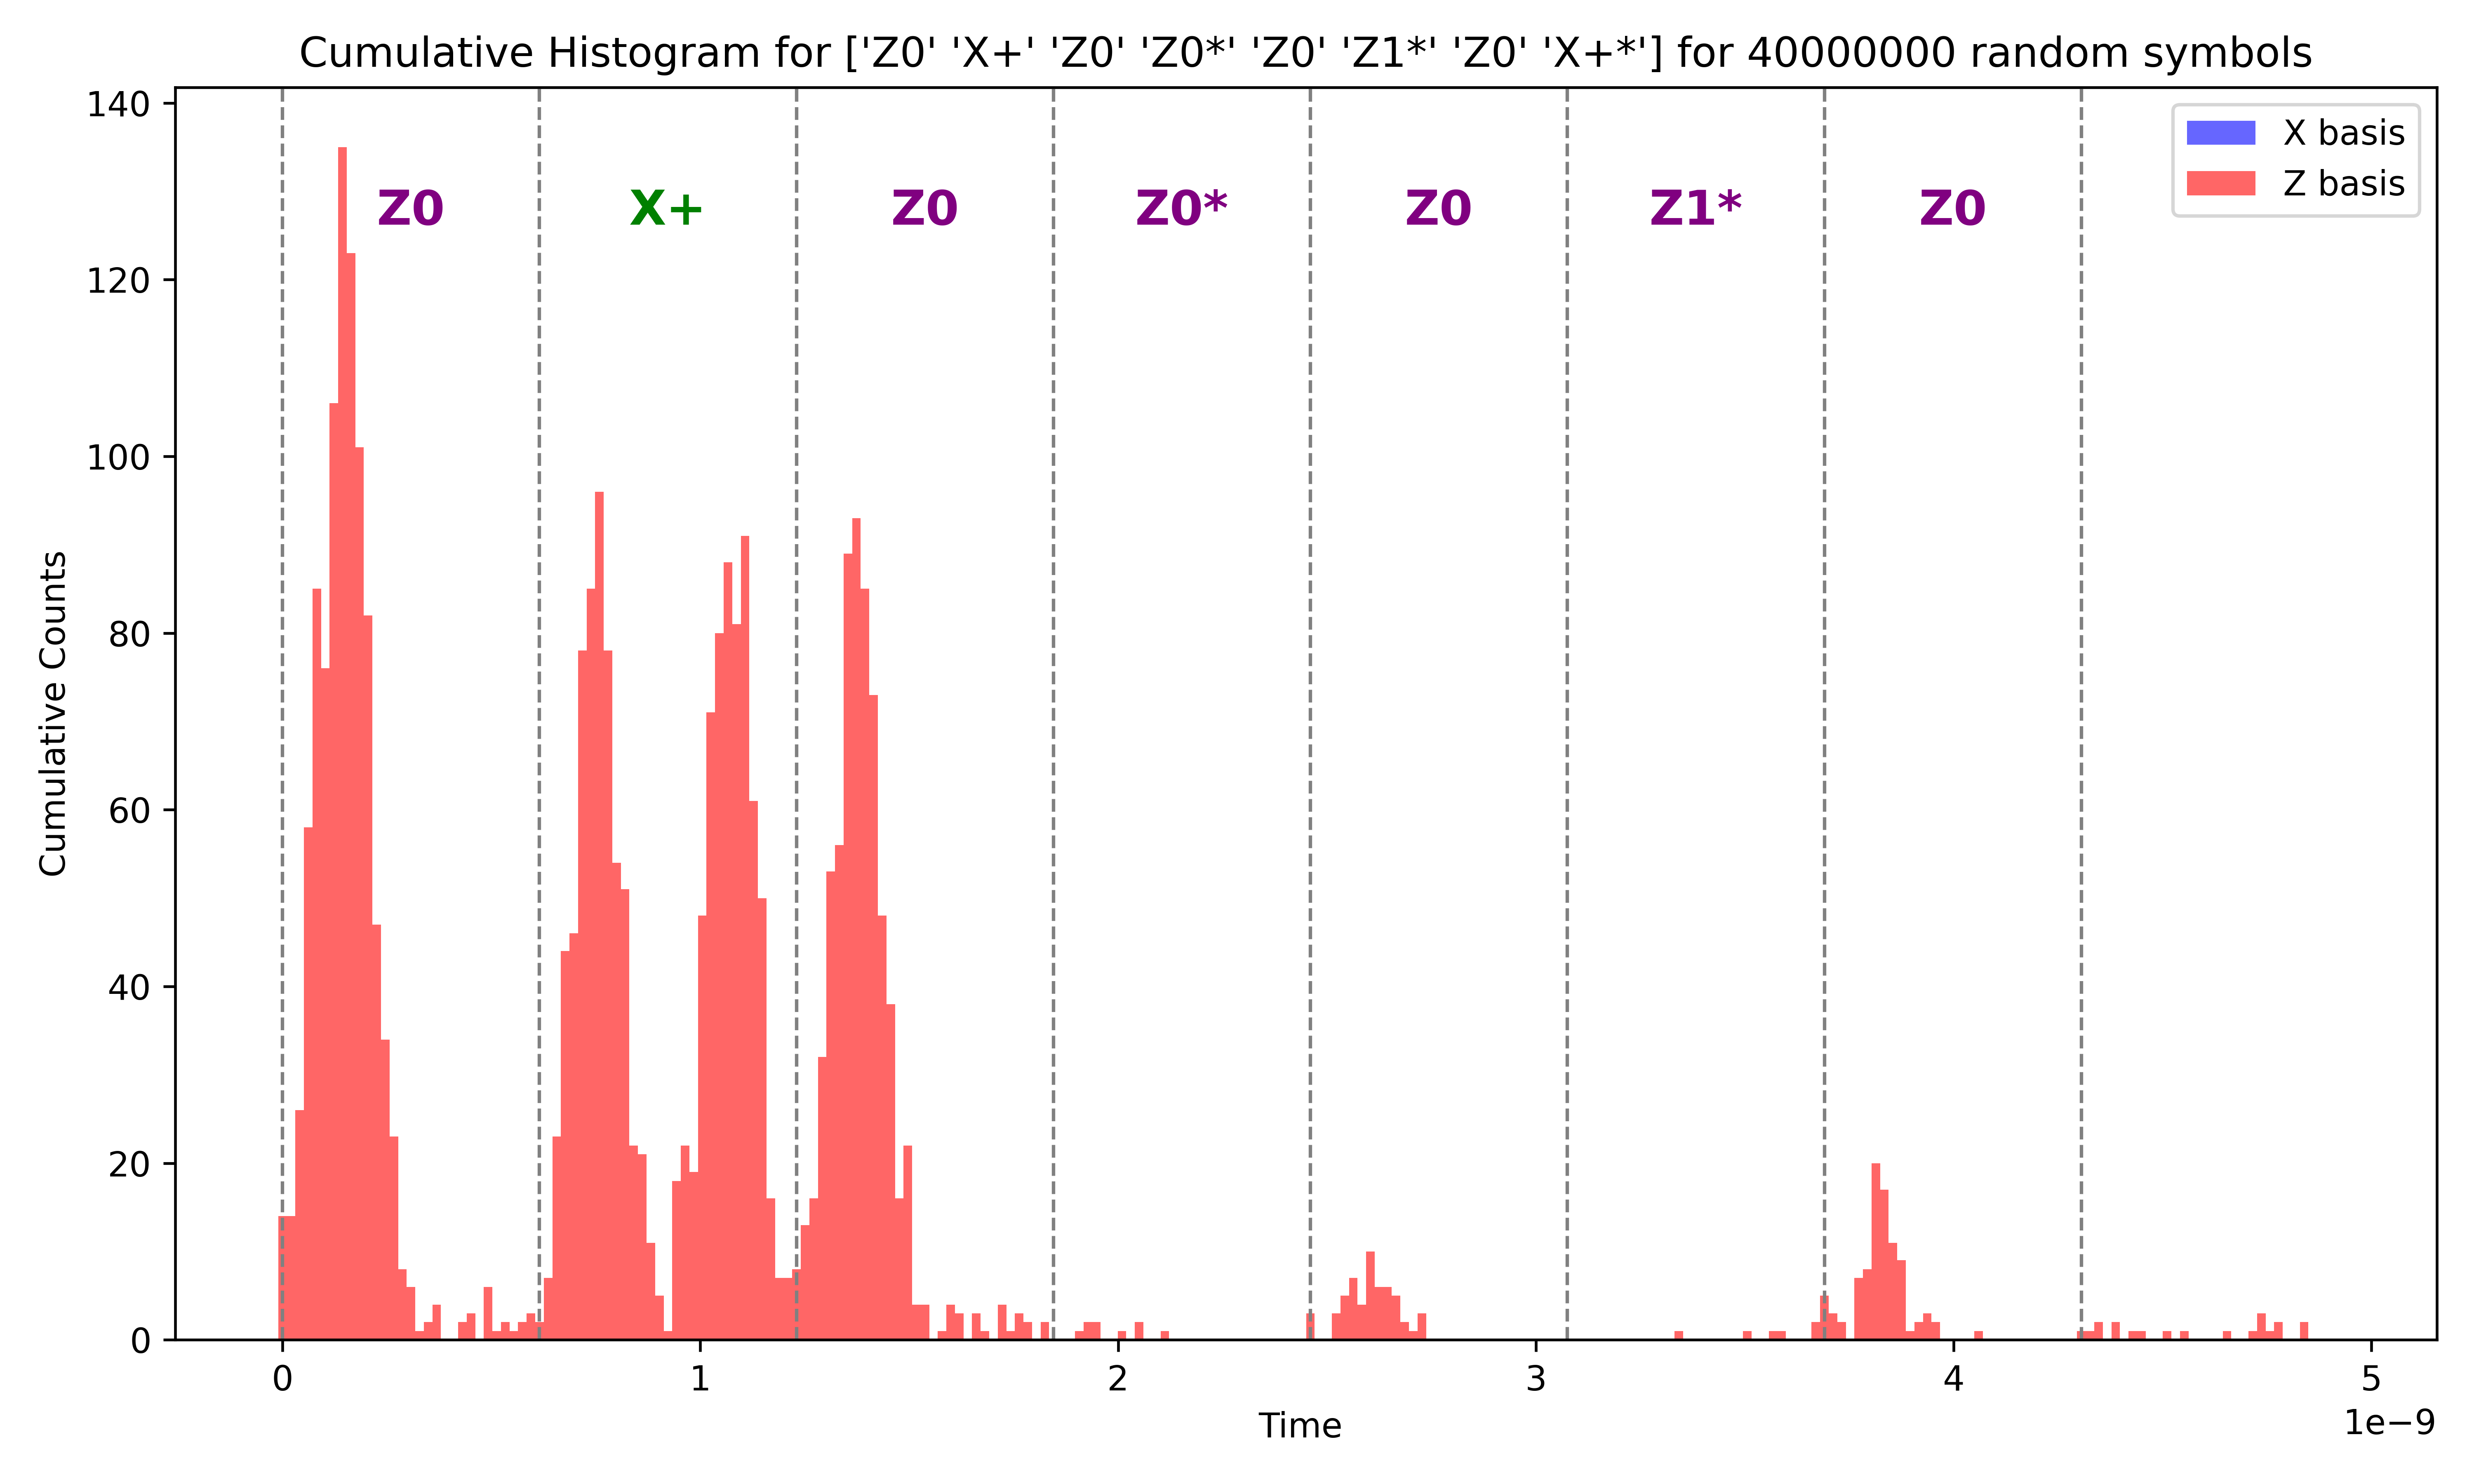 Cumulative Histogram for ['Z0' 'X+' 'Z0' 'Z0*' 'Z0' 'Z1*' 'Z0' 'X+*'] for 40000000 random symbols
X basis
Z basis
Z0 X+ Z0 Z0* Z0 Z1* Z0
Cumulative Counts
140
120
100
80
60
40
20
0
0 1 2 3 4 5
Time
1e−9